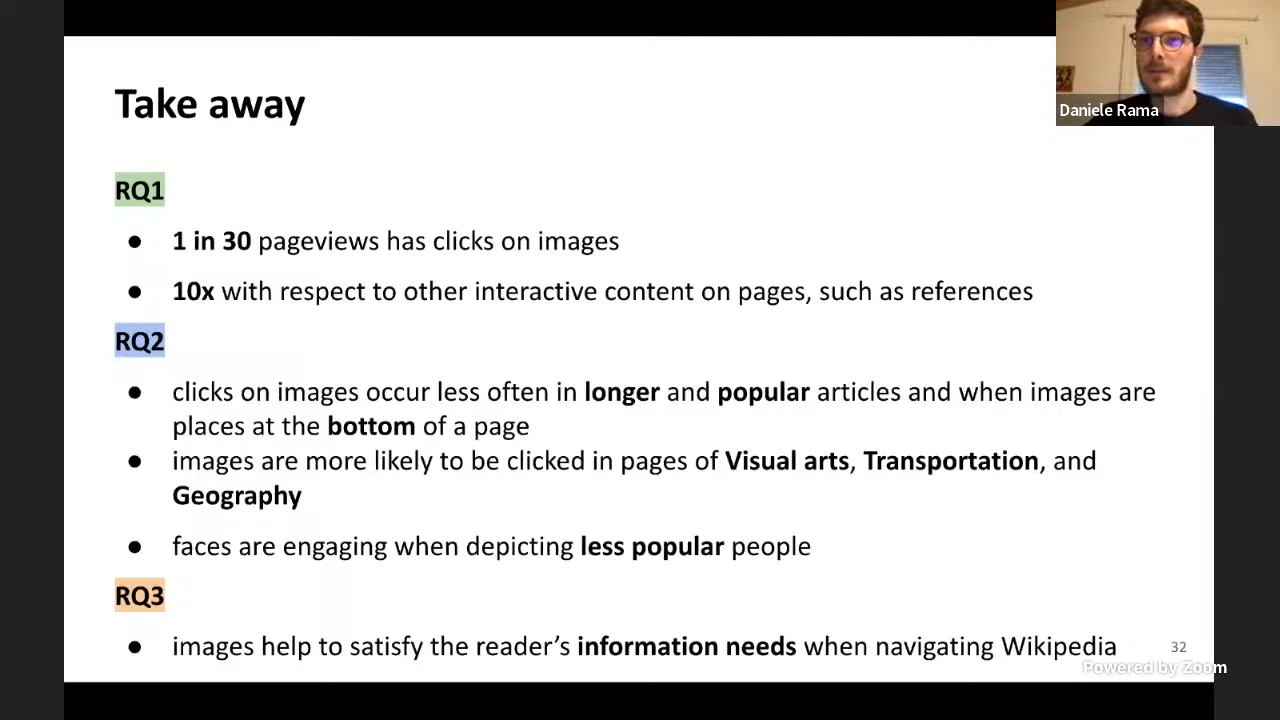 Take away
Daniele Rama
RQ1
● 1 in 30 pageviews has clicks on images
● 10x with respect to other interactive content on pages, such as references
RQ2
● clicks on images occur less often in longer and popular articles and when images are
places at the bottom of a page
● images are more likely to be clicked in pages of Visual arts, Transportation, and
Geography
● faces are engaging when depicting less popular people
RQ3
● images help to satisfy the reader’s information needs when navigating Wikipedia
32
Powered by Zoom